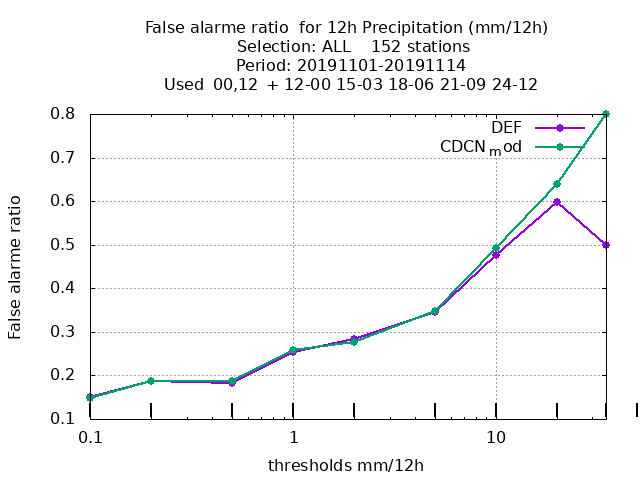 False alarme ratio  for 12h Precipitation (mm/12h)
Selection: ALL    152 stations
Period: 20191101-20191114
Used  00,12  + 12-00 15-03 18-06 21-09 24-12
0.8
DEF
CDCNmod
0.7
0.6
0.5
0.4
0.3
0.2
0.1
False alarme ratio
0.1
1
10
thresholds mm/12h